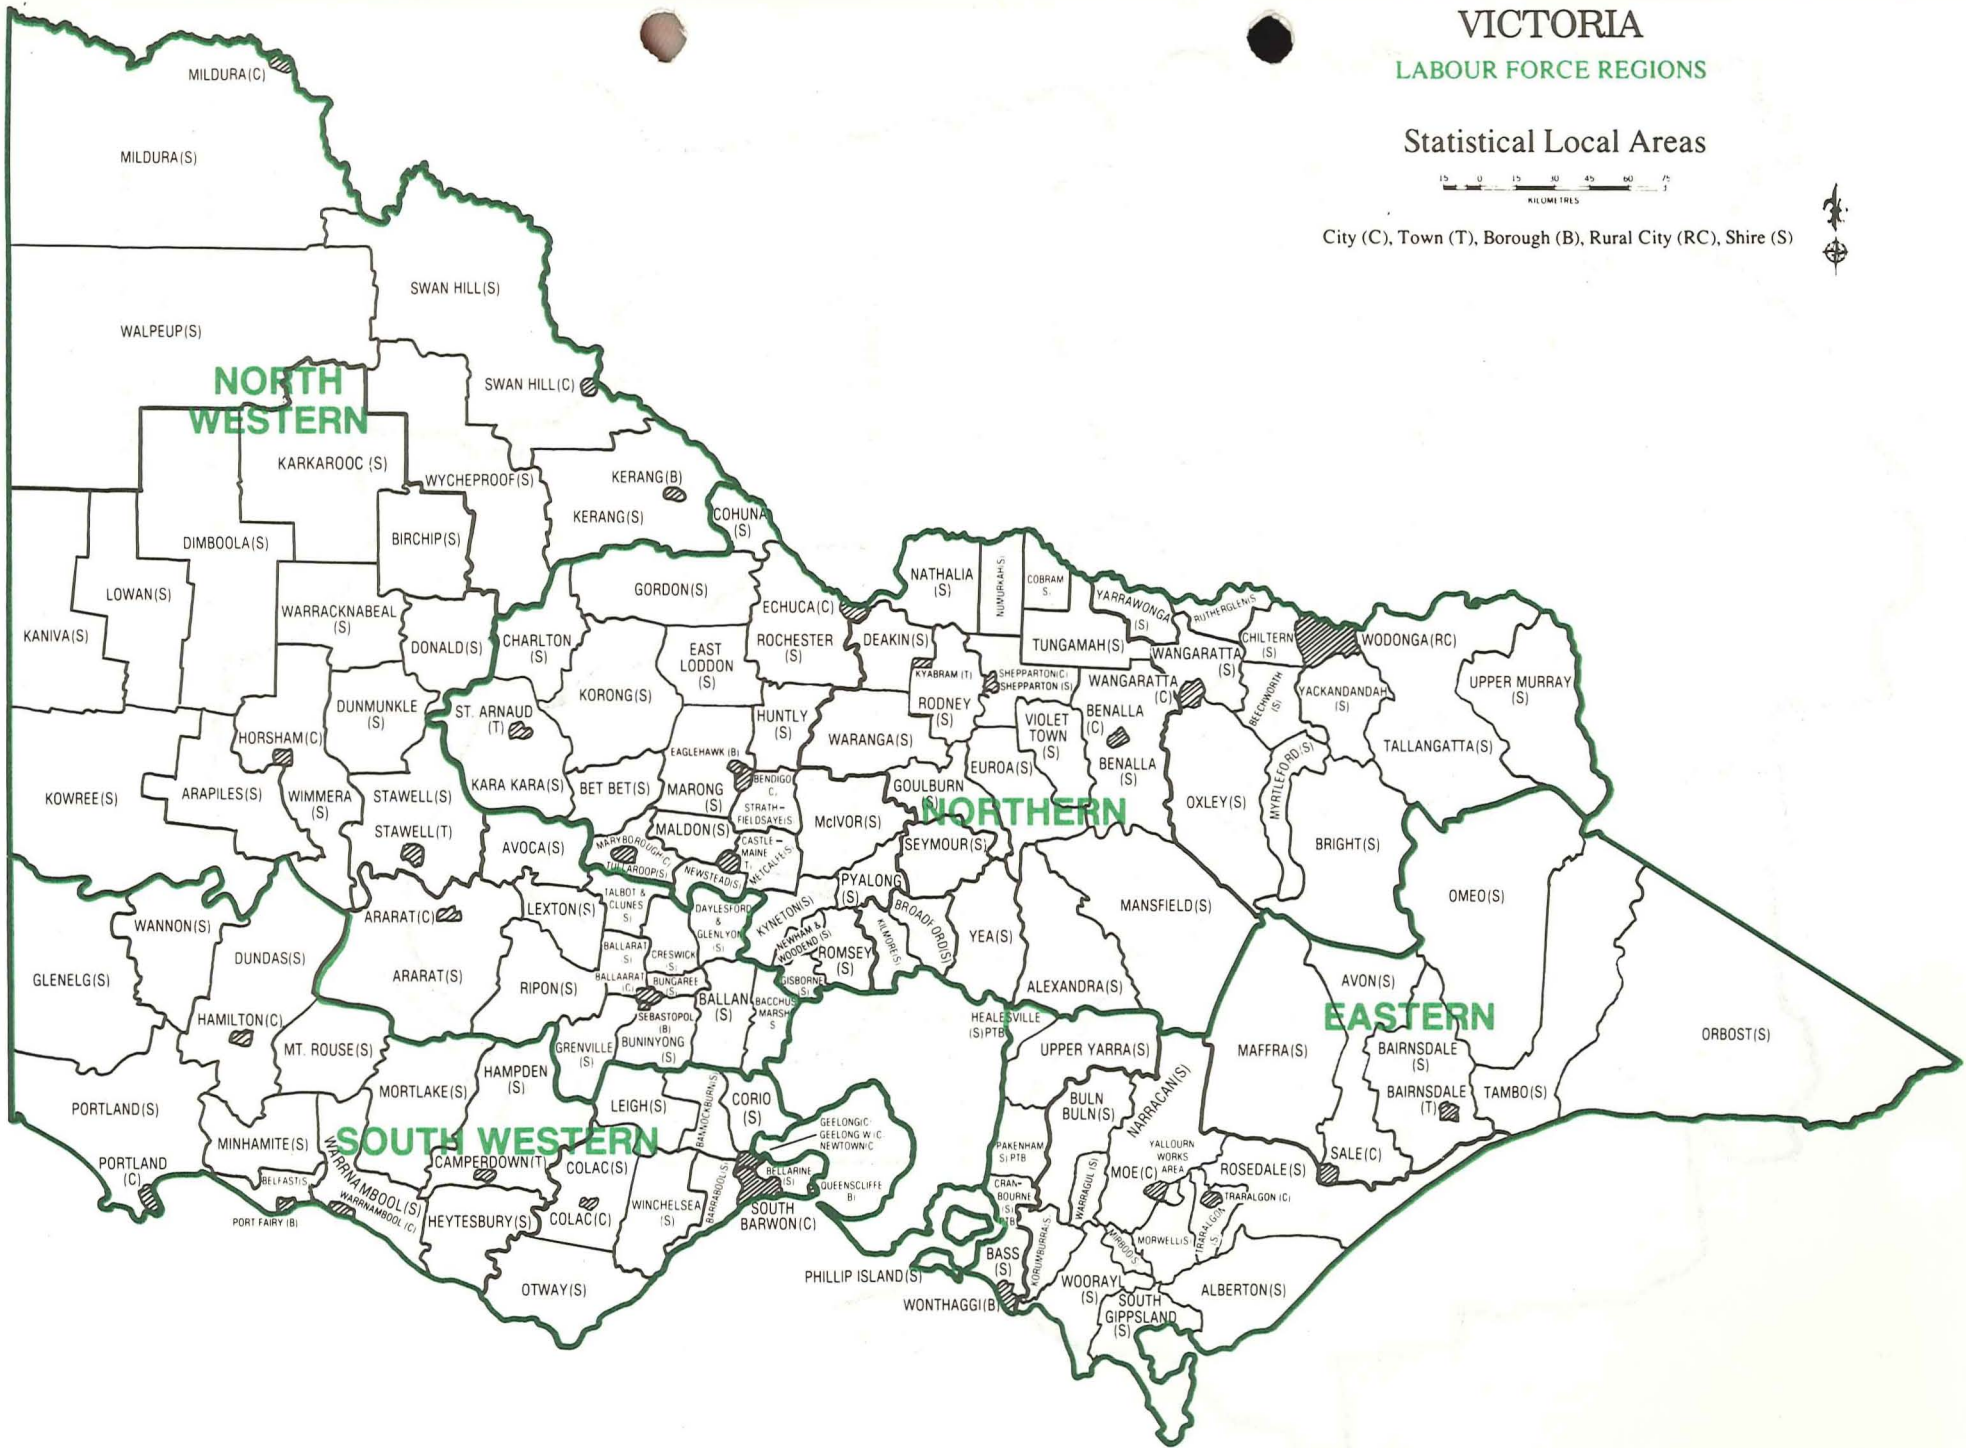 VICTORIA
LABOUR FORCE REGIONS
Statistical Local Areas
15 0 15 30 45 60 75
KILOMETRES
City (C), Town (T), Borough (B), Rural City (RC), Shire (S)
MILDURA(C)
MILDURA(S)
SWAN HILL(S)
WALPEUP(S)
NORTH
WESTERN
SWAN HILL(C)
KARKAROOC (S)
WYCHEPROOF(S)
KERANG(B)
KERANG(S)
COHUNA
(S)
DIMBOOLA(S)
BIRCHIP(S)
LOWAN(S)
WARRACKNABEAL
(S)
KANIVA(S)
DONALD(S)
CHARLTON
(S)
GORDON(S)
ECHUCA(C)
ROCHESTER
(S)
EAST
LODDON
(S)
KORONG(S)
DEAKIN(S)
NATHALIA
(S)
NUMURKAH(S)
COBRAM
S)
YARRAWONGA
(S)
RUTHERGLEN(S
TUNGAMAH(S)
CHILTERN
(S)
WODONGA(RC)
WANGARATTA
(S)
KYABRAM (T)
SHEPPARTON(C)
SHEPPARTON (S)
WANGARATTA
(C)
BEECHWORTH
(S)
YACKANDANDAH
(S)
UPPER MURRAY
(S)
TALLANGATTA(S)
DUNMUNKLE
(S)
ST. ARNAUD
(T)
HUNTLY
(S)
RODNEY
(S)
WARANGA(S)
VIOLET
TOWN
(S)
BENALLA
(C)
BENALLA
(S)
HORSHAM(C)
EAGLEHAWK (B)
BENDIGO
C)
EUROA(S)
MYRTLEFORD(S)
KOWREE(S)
ARAPILES(S)
WIMMERA
(S)
STAWELL(S)
STAWELL(T)
KARA KARA(S)
BET BET(S)
MARONG
(S)
STRATH-
FIELDSAYE(S
GOULBURN
(S)
NORTHERN
OXLEY(S)
BRIGHT(S)
McIVOR(S)
MALDON(S)
AVOCA(S)
MARYBOROUGH(C)
TULLAROOP(S)
CASTLE-
MAINE
T)
METCALFE(S
NEWSTEAD(S)
SEYMOUR(S)
PYALONG
(S)
OMEO(S)
WANNON(S)
ARARAT(C)
LEXTON(S)
TALBOT &
CLUNES
S)
DAYLESFORD
&
GLENLYON
(S)
KYNETON(S)
NEWHAM &
WOODEND (S)
ROMSEY
(S)
KILMORE(S)
BROADFORD(S)
YEA(S)
MANSFIELD(S)
GLENELG(S)
DUNDAS(S)
ARARAT(S)
RIPON(S)
BALLARAT
S)
CRESWICK
(S)
BALLAARAT
(C)
BUNGAREE
(S)
BALLAN
(S)
BACCHUS
MARSH
S
GISBORNE
(S)
ALEXANDRA(S)
AVON(S)
EASTERN
HAMILTON(C)
MT. ROUSE(S)
SEBASTOPOL
(B)
BUNINYONG
(S)
GRENVILLE
(S)
HEALESVILLE
(S)PTB
UPPER YARRA(S)
MAFFRA(S)
BAIRNSDALE
(S)
BAIRNSDALE
(T)
TAMBO(S)
ORBOST(S)
PORTLAND(S)
MORTLAKE(S)
HAMPDEN
(S)
LEIGH(S)
BANNOCKBURN(S
CORIO
(S)
GEELONG(C
GEELONG W (C
NEWTOWN(C
BULN
BULN(S)
NARRACAN(S)
MINHAMITE(S)
SOUTH WESTERN
PAKENHAM
S) PTB
YALLOURN
WORKS
AREA
PORTLAND
(C)
BELFAST(S
PORT FAIRY (B)
WARRNAMBOOL(S)
WARRNAMBOOL (C)
CAMPERDOWN(T)
COLAC(S)
COLAC(C)
WINCHELSEA
(S)
BARRABOOL(S)
BELLARINE
(S)
QUEENSCLIFFE
B)
SOUTH
BARWON(C)
HEYTESBURY(S)
OTWAY(S)
CRAN-
BOURNE
(S)
PTB
WARRAGUL(S)
MOE(C)
ROSEDALE(S)
SALE(C)
TRARALGON (C)
TRARALGON
(S
MORWELL(S)
MIRBOO(S
KORUMBURRA(S
BASS
(S)
PHILLIP ISLAND(S)
WONTHAGGI(B)
WOORAYL
(S)
SOUTH
GIPPSLAND
(S)
ALBERTON(S)